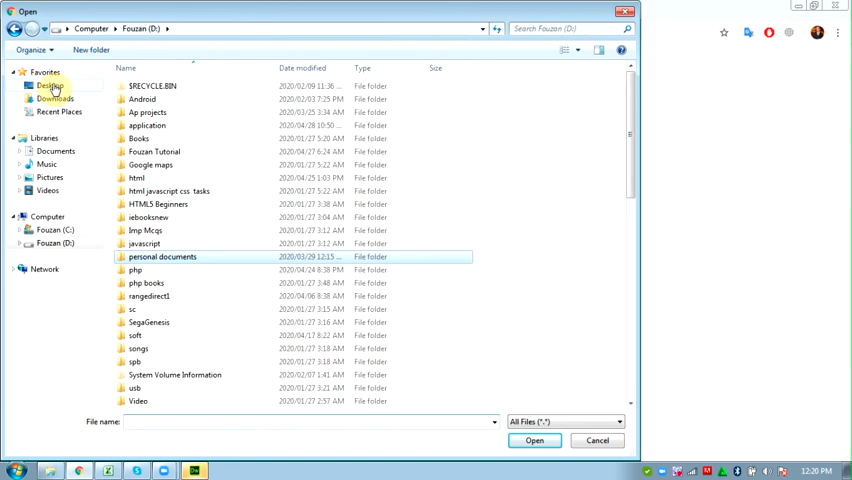 Open
Computer ▸ Fouzan (D:) ▸
Search Fouzan (D:)
Organize
New folder
Favorites
Desktop
Downloads
Recent Places
Libraries
Documents
Music
Pictures
Videos
Computer
Fouzan (C:)
Fouzan (D:)
Network
Name Date modified Type Size
$RECYCLE.BIN 2020/02/09 11:36 ... File folder
Android 2020/02/03 7:25 PM File folder
Ap projects 2020/01/27 5:22 AM File folder
application 2020/04/28 10:50 ... File folder
Books 2020/01/27 5:34 AM File folder
Fouzan Tutorial 2020/04/27 6:24 AM File folder
Google maps 2020/01/27 5:22 AM File folder
html 2020/04/25 1:03 PM File folder
html javascript css tasks 2020/01/27 5:22 AM File folder
HTML5 Beginners 2020/01/27 3:38 AM File folder
iebooksnew 2020/01/27 3:12 AM File folder
Imp Mcqs 2020/01/27 3:12 AM File folder
javascript 2020/01/27 3:12 AM File folder
personal documents 2020/03/29 12:15 ... File folder
php 2020/04/24 8:38 PM File folder
php books 2020/01/27 3:48 AM File folder
rangedirect1 2020/04/06 8:38 AM File folder
sc 2020/01/27 3:15 AM File folder
SegaGenesis 2020/01/27 3:16 AM File folder
soft 2020/04/17 8:22 AM File folder
songs 2020/01/27 3:18 AM File folder
spb 2020/01/27 3:21 AM File folder
System Volume Information 2020/02/07 1:41 AM File folder
usb 2020/01/27 3:21 AM File folder
Video 2020/01/27 2:57 AM File folder
File name:
All Files (*.*)
Open
Cancel
Dw
12:20 PM